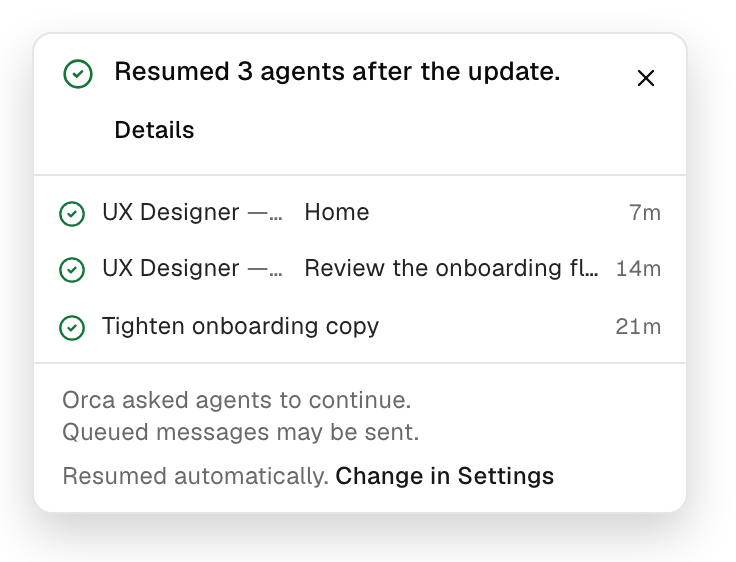 Resumed 3 agents after the update.
Details
UX Designer —… Home 7m
UX Designer —… Review the onboarding fl… 14m
Tighten onboarding copy 21m
Orca asked agents to continue.
Queued messages may be sent.
Resumed automatically. Change in Settings